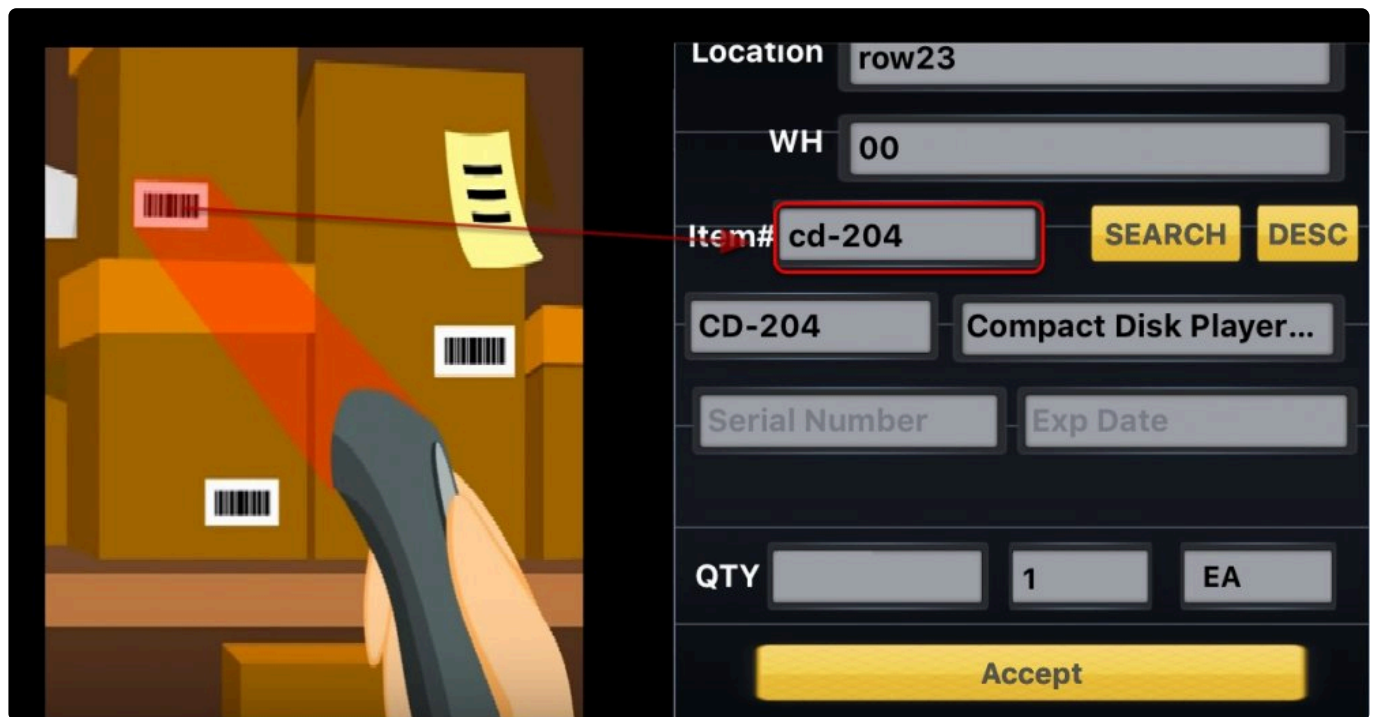 Location row23
WH 00
Item# cd-204 SEARCH DESC
CD-204 Compact Disk Player...
Serial Number Exp Date
QTY 1 EA
Accept